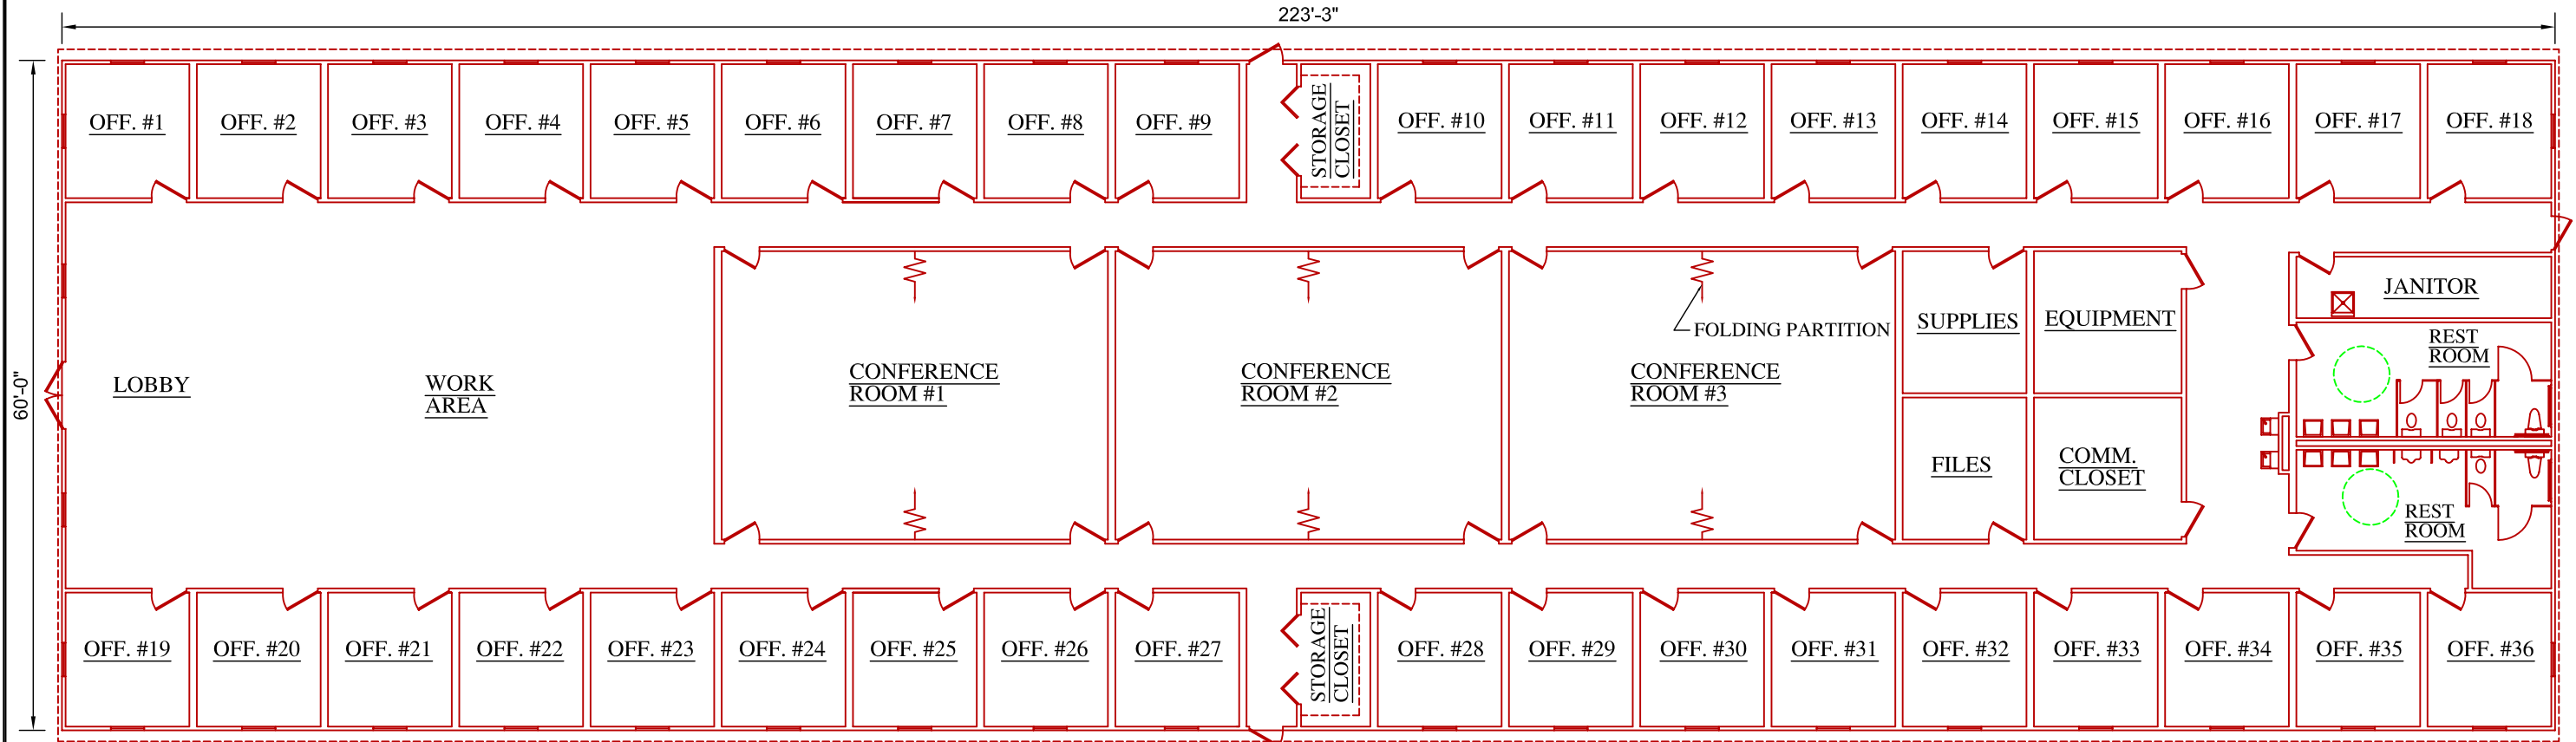 223'-3"
60'-0"
OFF. #1
OFF. #2
OFF. #3
OFF. #4
OFF. #5
OFF. #6
OFF. #7
OFF. #8
OFF. #9
STORAGE
CLOSET
OFF. #10
OFF. #11
OFF. #12
OFF. #13
OFF. #14
OFF. #15
OFF. #16
OFF. #17
OFF. #18
LOBBY
WORK
AREA
CONFERENCE
ROOM #1
CONFERENCE
ROOM #2
CONFERENCE
ROOM #3
FOLDING PARTITION
SUPPLIES
EQUIPMENT
FILES
COMM.
CLOSET
JANITOR
REST
ROOM
REST
ROOM
OFF. #19
OFF. #20
OFF. #21
OFF. #22
OFF. #23
OFF. #24
OFF. #25
OFF. #26
OFF. #27
STORAGE
CLOSET
OFF. #28
OFF. #29
OFF. #30
OFF. #31
OFF. #32
OFF. #33
OFF. #34
OFF. #35
OFF. #36